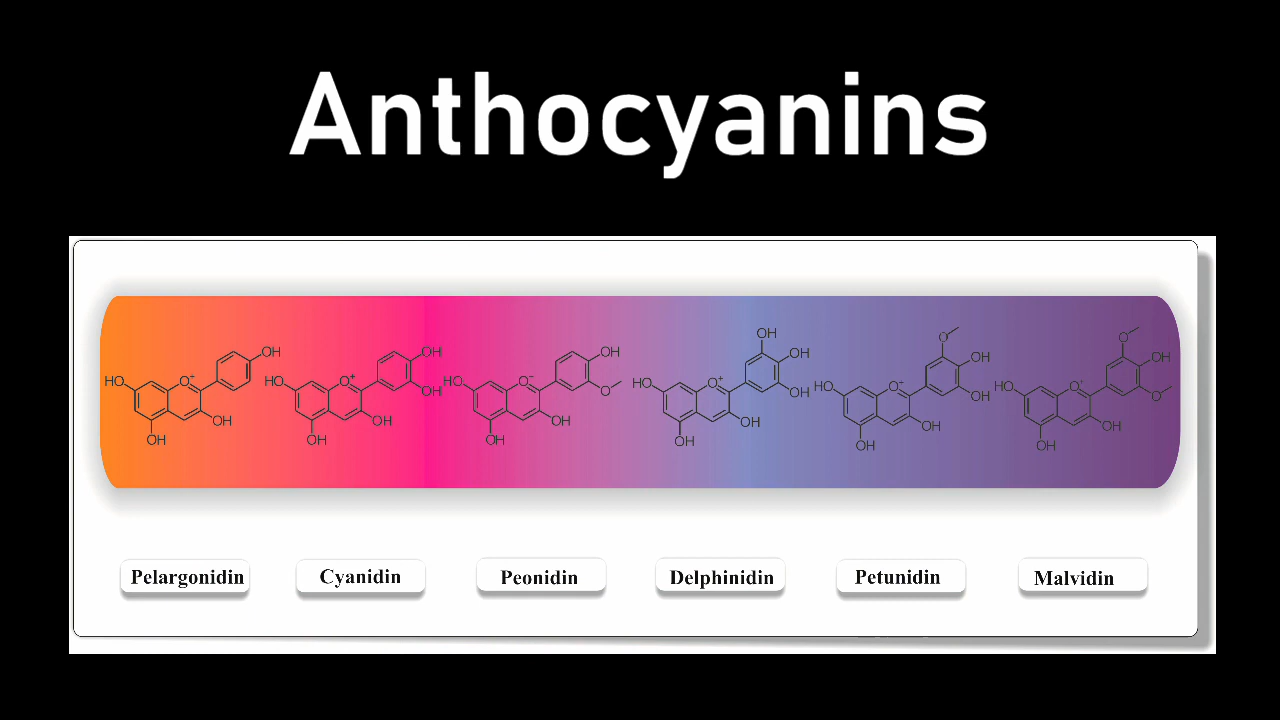 Anthocyanins
OH
HO
O+
OH
OH
OH
HO
O+
OH
OH
OH
OH
HO
O+
O
OH
OH
OH
OH
HO
O+
OH
OH
OH
O
OH
HO
O+
OH
OH
OH
O
OH
HO
O+
O
OH
OH
Pelargonidin
Cyanidin
Peonidin
Delphinidin
Petunidin
Malvidin